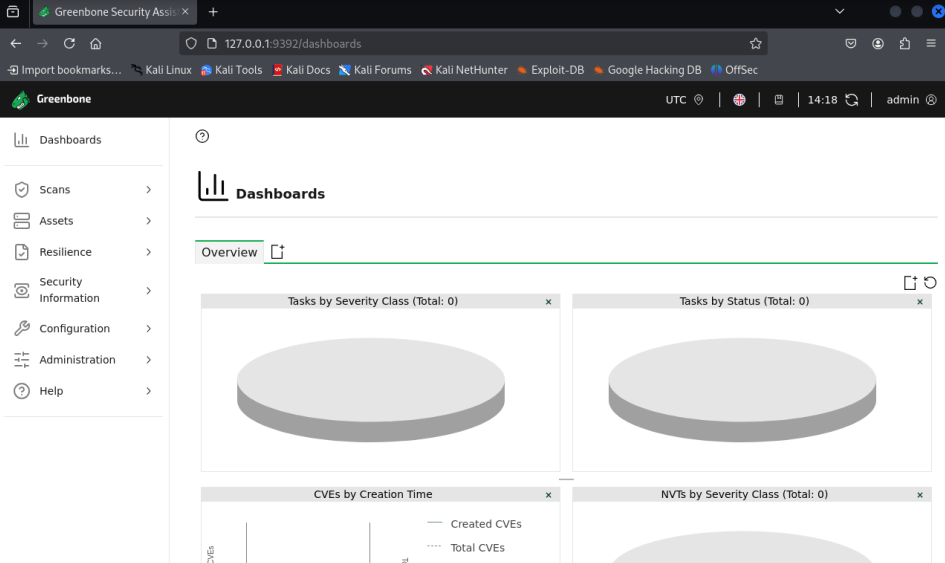 Greenbone Security Assis
127.0.0.1:9392/dashboards
Import bookmarks... Kali Linux Kali Tools Kali Docs Kali Forums Kali NetHunter Exploit-DB Google Hacking DB OffSec
Greenbone
UTC
14:18
admin
Dashboards
Scans
Assets
Resilience
Security
Information
Configuration
Administration
Help
Dashboards
Overview
Tasks by Severity Class (Total: 0)
Tasks by Status (Total: 0)
CVEs by Creation Time
NVTs by Severity Class (Total: 0)
Created CVEs
Total CVEs
CVEs